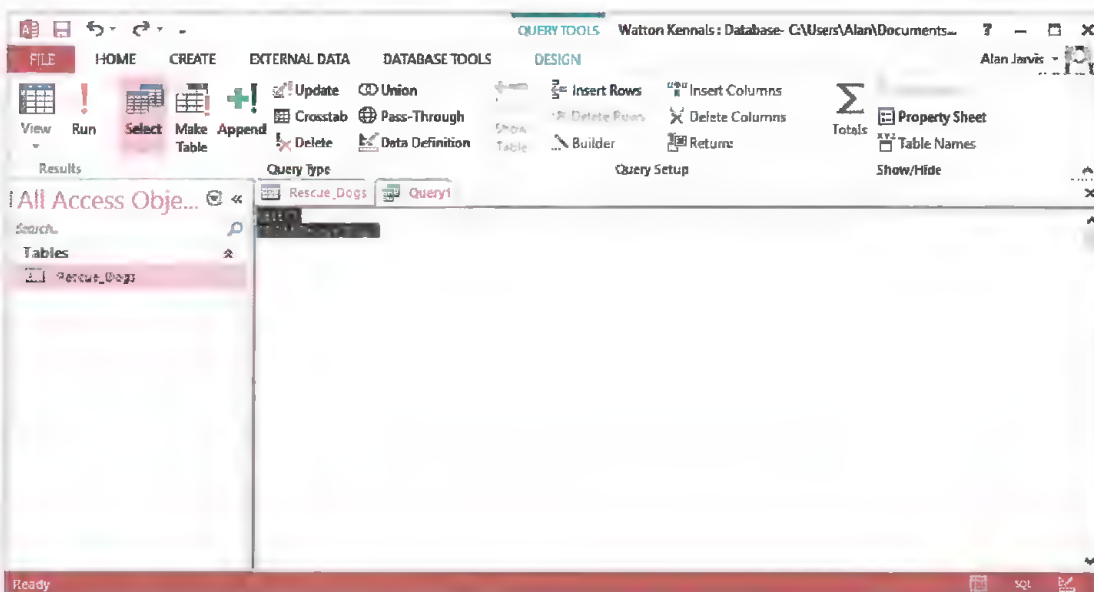 QUERY TOOLS Watton Kennals : Database- C:\Users\Alan\Documents... ? — X
FILE HOME CREATE EXTERNAL DATA DATABASE TOOLS DESIGN Alan Jarvis
View Run Select Make Table Append
Update Union
Crosstab Pass-Through
Delete Data Definition
Show Table
Insert Rows Insert Columns
Delete Rows Delete Columns
Builder Return:
Totals Property Sheet
Table Names
Results Query Type Query Setup Show/Hide
All Access Obje... «
Rescue_Dogs Query1
Search..
Tables
Rescue_Dogs
Ready SQL